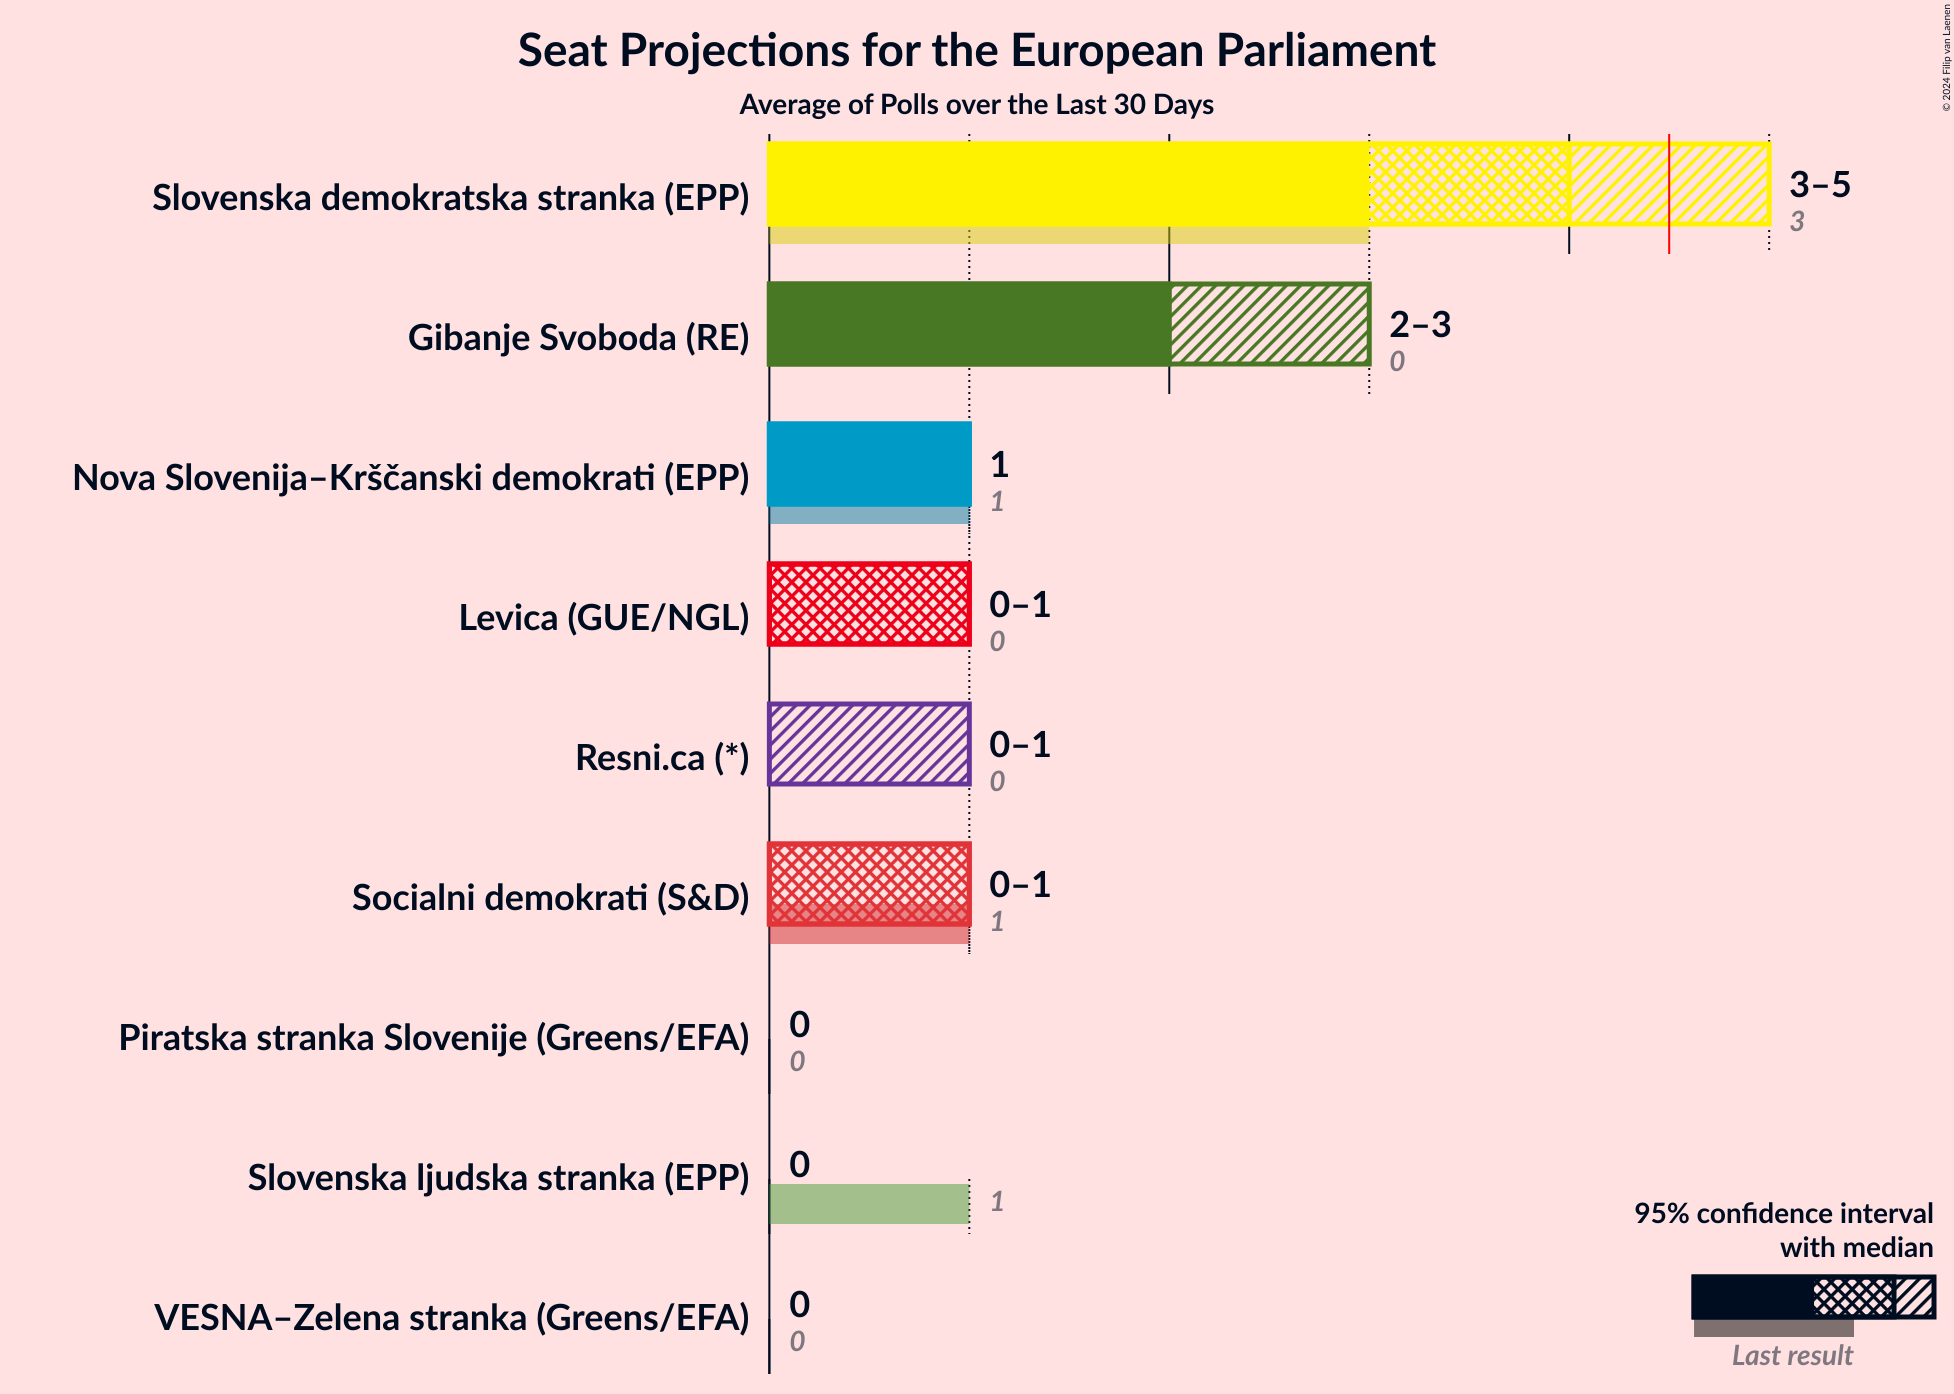 Seat Projections for the European Parliament
Average of Polls over the Last 30 Days
© 2024 Filip van Laenen
Slovenska demokratska stranka (EPP)
3–5
3
Gibanje Svoboda (RE)
2–3
0
Nova Slovenija–Krščanski demokrati (EPP)
1
1
Levica (GUE/NGL)
0–1
0
Resni.ca (*)
0–1
0
Socialni demokrati (S&D)
0–1
1
Piratska stranka Slovenije (Greens/EFA)
0
0
Slovenska ljudska stranka (EPP)
0
1
VESNA–Zelena stranka (Greens/EFA)
0
0
95% confidence interval
with median
Last result